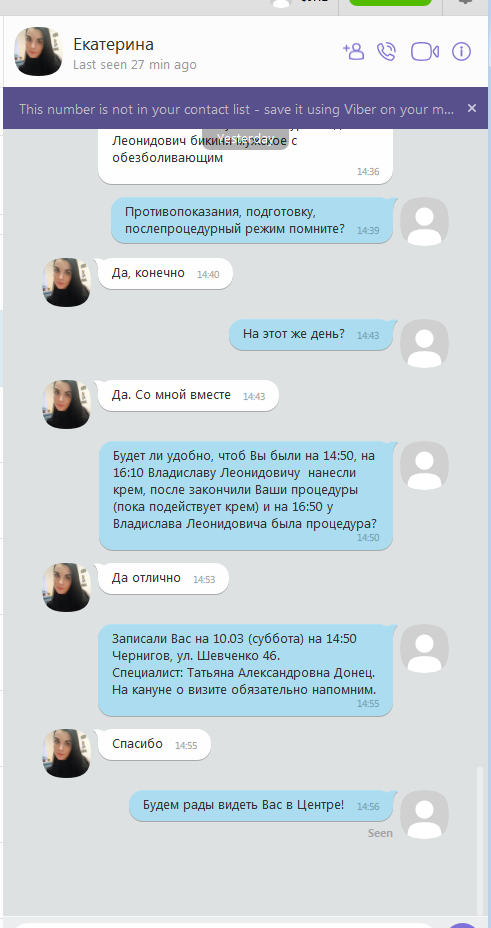 Екатерина
Last seen 27 min ago
This number is not in your contact list - save it using Viber on your m...
Yesterday
Леонидович бикини мужское с
обезболивающим
14:36
Противопоказания, подготовку,
послепроцедурный режим помните? 14:39
Да, конечно 14:40
На этот же день? 14:43
Да. Со мной вместе 14:43
Будет ли удобно, чтоб Вы были на 14:50, на
16:10 Владиславу Леонидовичу нанесли
крем, после закончили Ваши процедуры
(пока подействует крем) и на 16:50 у
Владислава Леонидовича была процедура?
14:50
Да отлично 14:53
Записали Вас на 10.03 (суббота) на 14:50
Чернигов, ул. Шевченко 46.
Специалист: Татьяна Александровна Донец.
На кануне о визите обязательно напомним.
14:55
Спасибо 14:55
Будем рады видеть Вас в Центре! 14:56
Seen